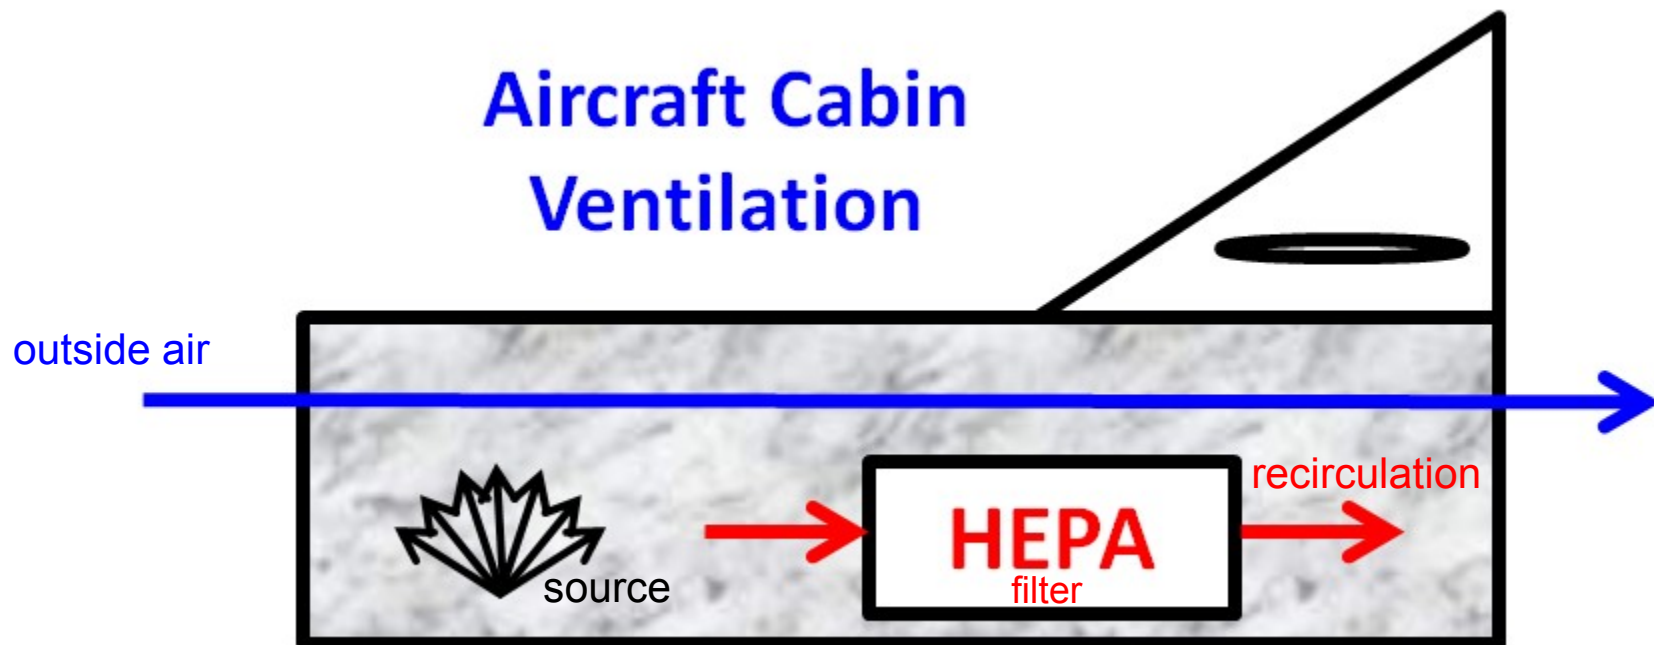 Aircraft Cabin
Ventilation
outside air
recirculation
HEPA
filter
source